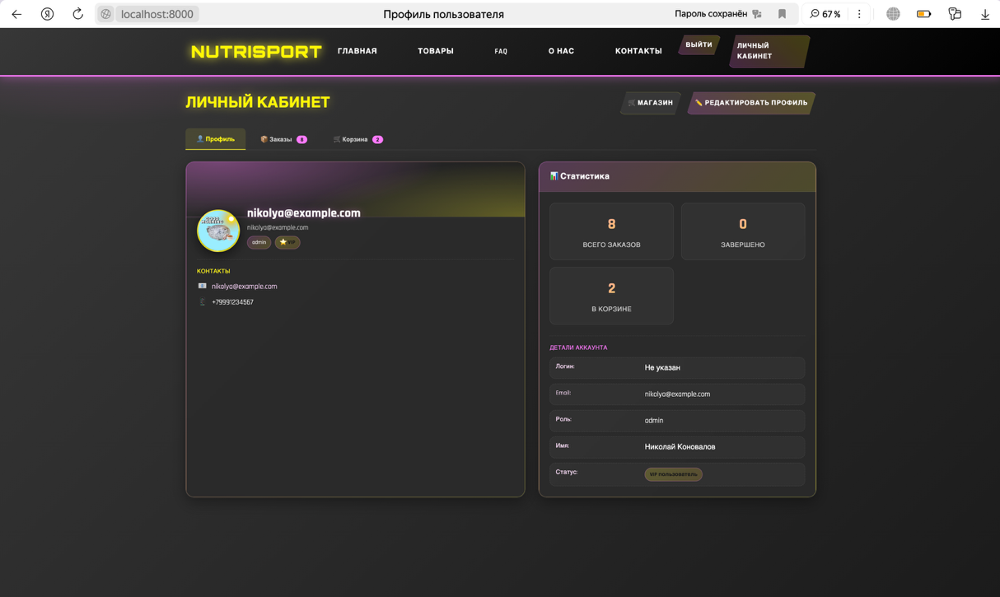 localhost:8000
Профиль пользователя
Пароль сохранён
67 %
NUTRISPORT
ГЛАВНАЯ
ТОВАРЫ
FAQ
О НАС
КОНТАКТЫ
ВЫЙТИ
ЛИЧНЫЙ
КАБИНЕТ
ЛИЧНЫЙ КАБИНЕТ
МАГАЗИН
РЕДАКТИРОВАТЬ ПРОФИЛЬ
Профиль
Заказы 8
Корзина 2
nikolya@example.com
nikolya@example.com
admin
VIP
КОНТАКТЫ
nikolya@example.com
+79991234567
Статистика
8
ВСЕГО ЗАКАЗОВ
0
ЗАВЕРШЕНО
2
В КОРЗИНЕ
ДЕТАЛИ АККАУНТА
Логин: Не указан
Email: nikolya@example.com
Роль: admin
Имя: Николай Коновалов
Статус: VIP пользователь